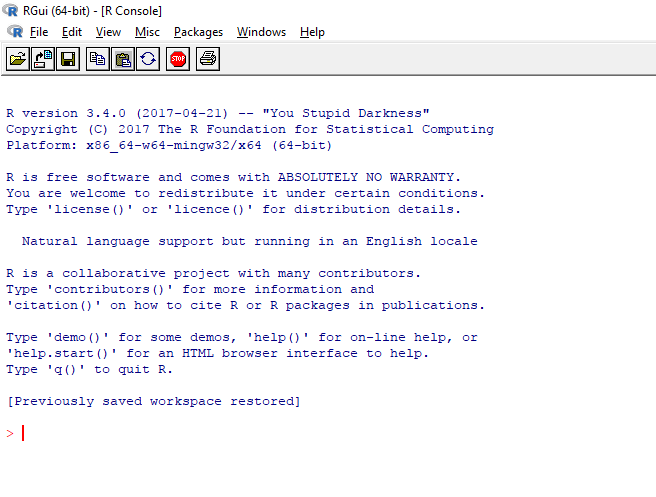 RGui (64-bit) - [R Console]
File Edit View Misc Packages Windows Help
STOP
R version 3.4.0 (2017-04-21) -- "You Stupid Darkness"
Copyright (C) 2017 The R Foundation for Statistical Computing
Platform: x86_64-w64-mingw32/x64 (64-bit)
R is free software and comes with ABSOLUTELY NO WARRANTY.
You are welcome to redistribute it under certain conditions.
Type 'license()' or 'licence()' for distribution details.
Natural language support but running in an English locale
R is a collaborative project with many contributors.
Type 'contributors()' for more information and
'citation()' on how to cite R or R packages in publications.
Type 'demo()' for some demos, 'help()' for on-line help, or
'help.start()' for an HTML browser interface to help.
Type 'q()' to quit R.
[Previously saved workspace restored]
>